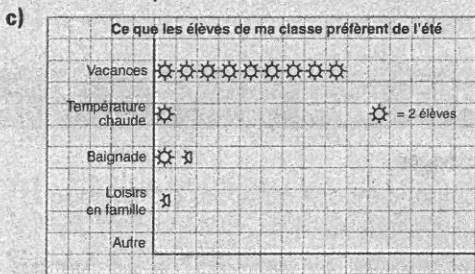 c)
Ce que les élèves de ma classe préfèrent de l'été
Vacances
Température
chaude
= 2 élèves
Baignade
Loisirs
en famille
Autre